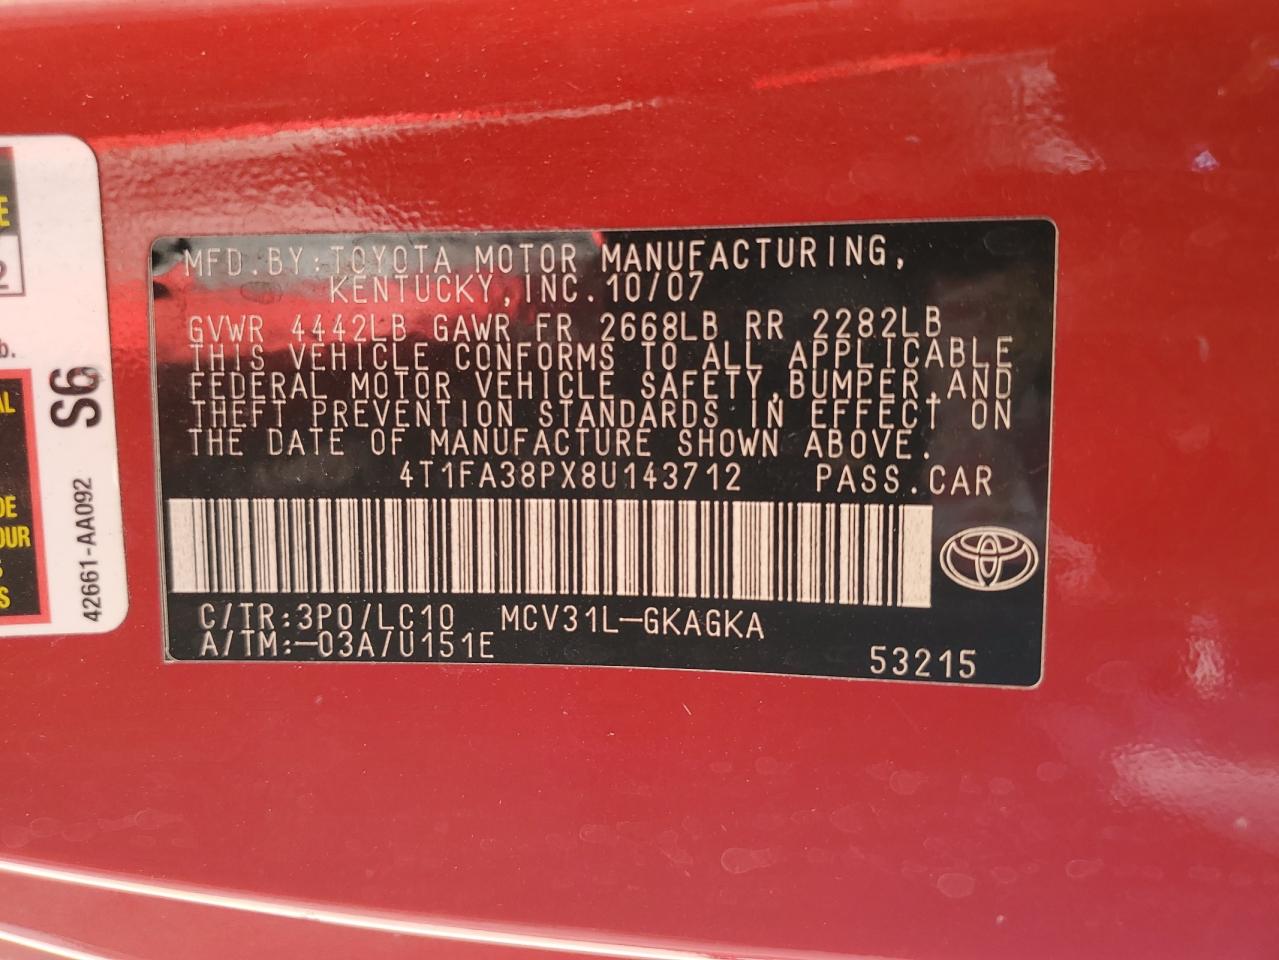 MFD.BY:TOYOTA MOTOR MANUFACTURING,
KENTUCKY,INC.10/07
GVWR 4442LB GAWR FR 2668LB RR 2282LB
THIS VEHICLE CONFORMS TO ALL APPLICABLE
FEDERAL MOTOR VEHICLE SAFETY,BUMPER,AND
THEFT PREVENTION STANDARDS IN EFFECT ON
THE DATE OF MANUFACTURE SHOWN ABOVE.
4T1FA38PX8U143712 PASS.CAR
C/TR:3P0/LC10 MCV31L-GKAGKA
A/TM:-03A/U151E
53215
S6
42661-AA092